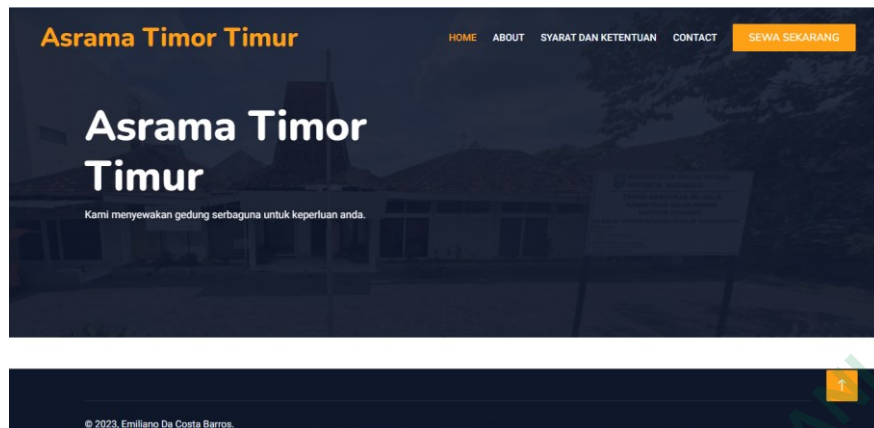 Asrama Timor Timur
HOME ABOUT SYARAT DAN KETENTUAN CONTACT SEWA SEKARANG
Asrama Timor
Timur
Kami menyewakan gedung serbaguna untuk keperluan anda.
© 2023, Emiliano Da Costa Barros.